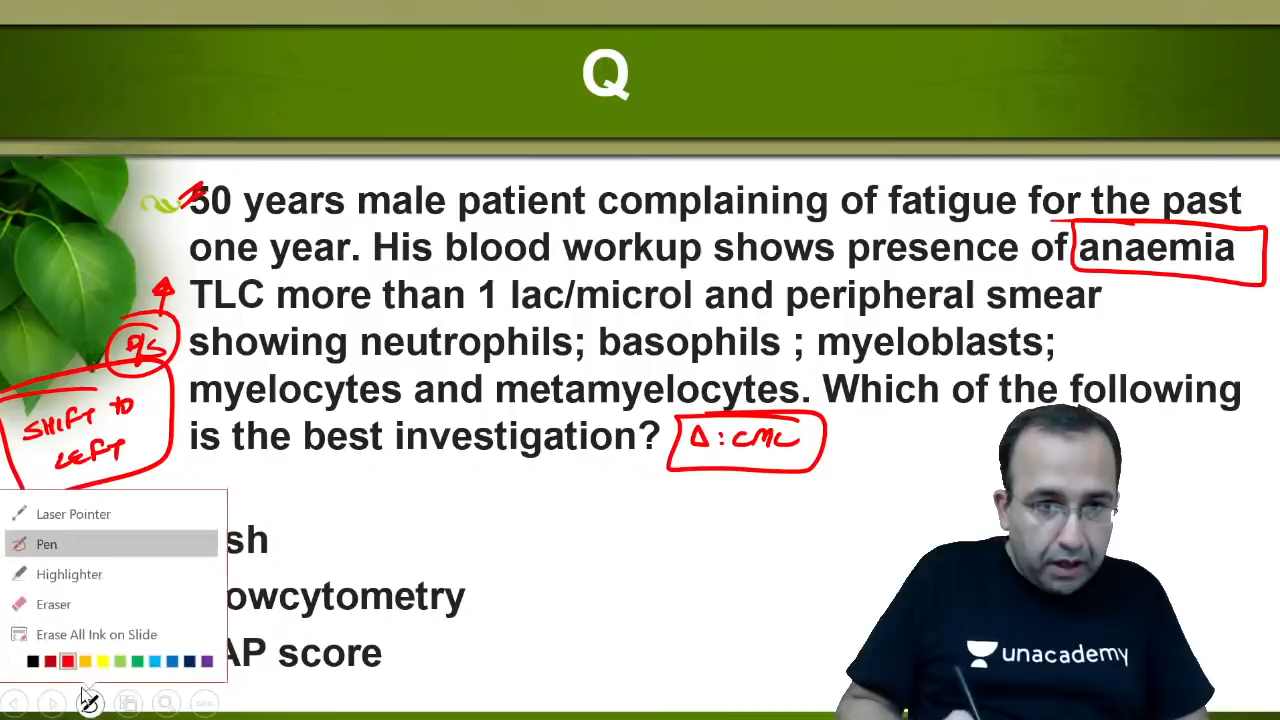 Q
50 years male patient complaining of fatigue for the past
one year. His blood workup shows presence of anaemia
TLC more than 1 lac/microl and peripheral smear
showing neutrophils; basophils ; myeloblasts;
myelocytes and metamyelocytes. Which of the following
is the best investigation? Δ: CML
SHIFT TO
LEFT
Laser Pointer
Pen
Highlighter
Eraser
Erase All Ink on Slide
sh
owcytometry
AP score
unacademy